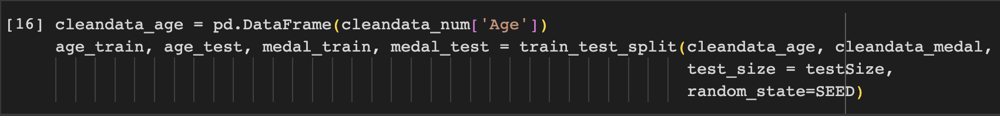 [16] cleandata_age = pd.DataFrame(cleandata_num['Age'])
age_train, age_test, medal_train, medal_test = train_test_split(cleandata_age, cleandata_medal,
test_size = testSize,
random_state=SEED)